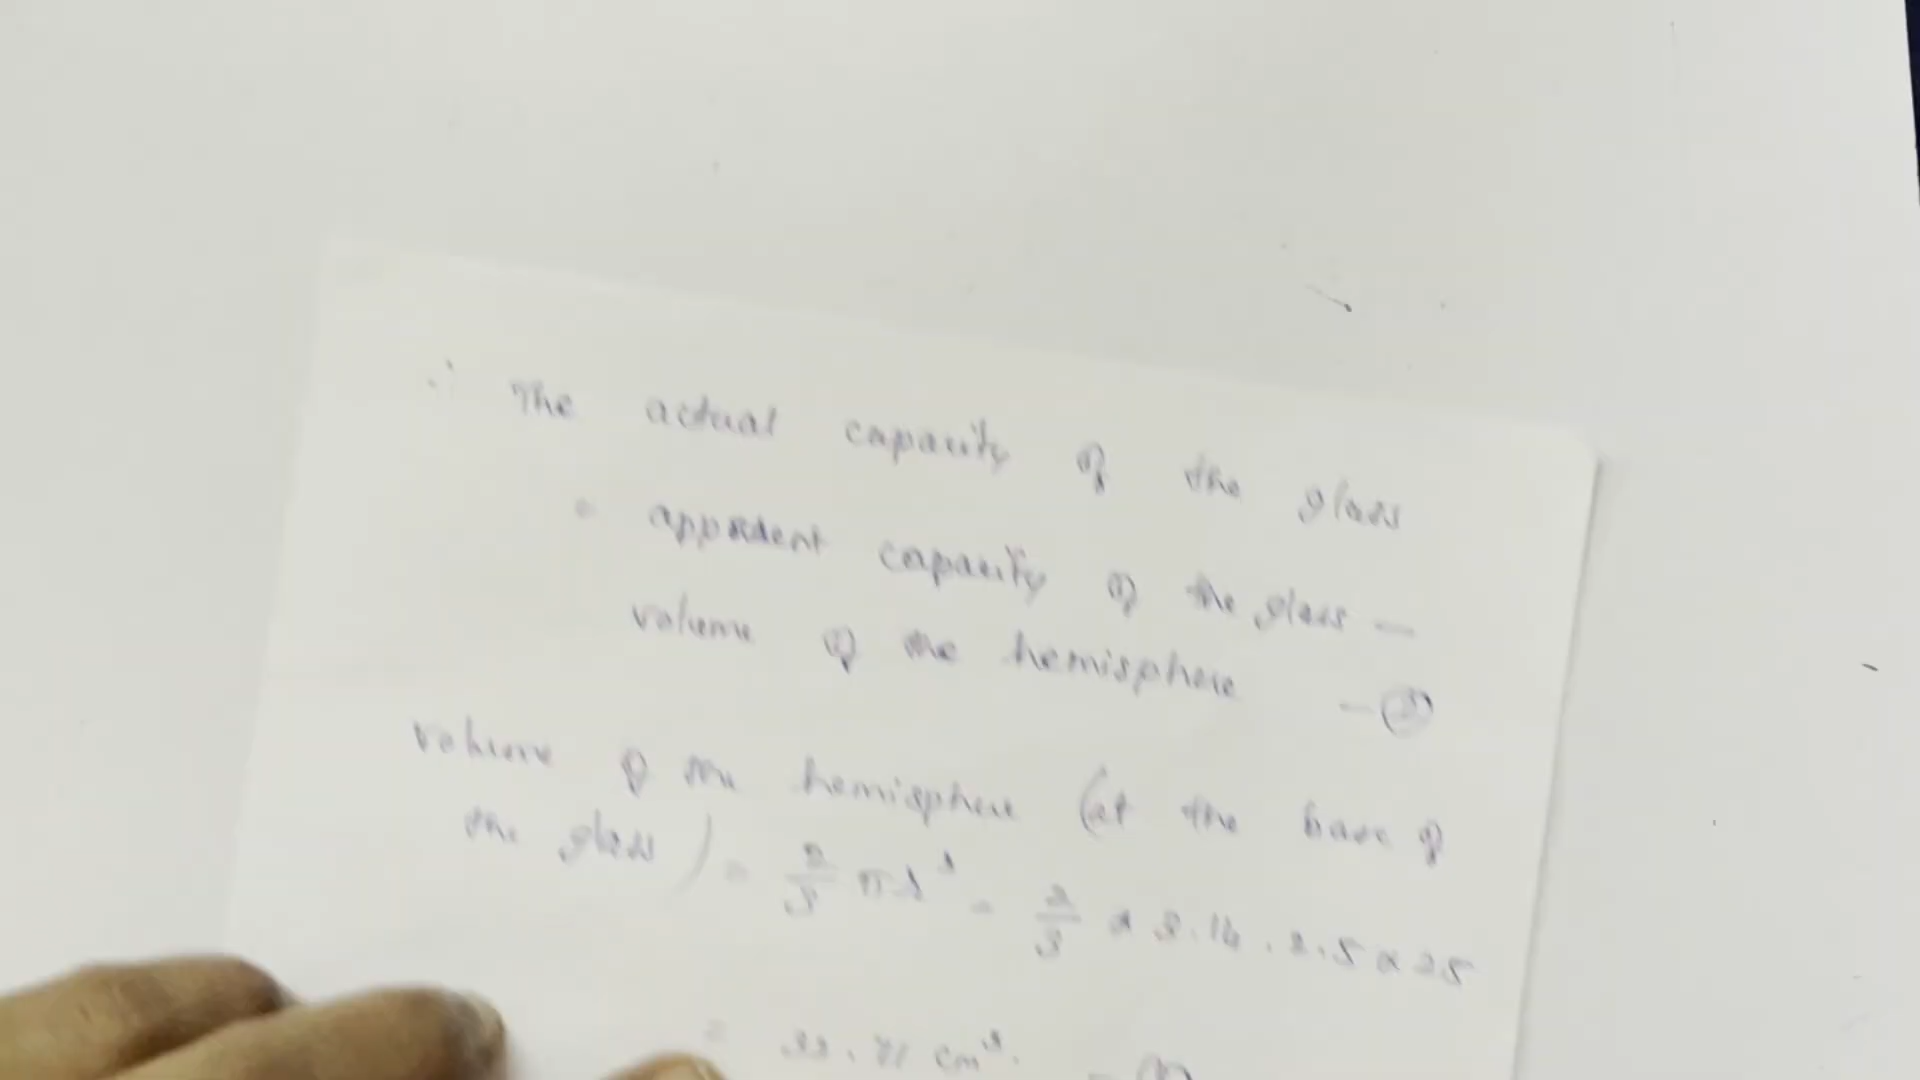 ∴ The actual capacity of the glass
= apparent capacity of the glass —
volume of the hemisphere — (2)
volume of the hemisphere (at the base of
the glass) = 2/3 πr³ = 2/3 × 3.14 × 2.5 × 2.5
= 32.71 cm³.